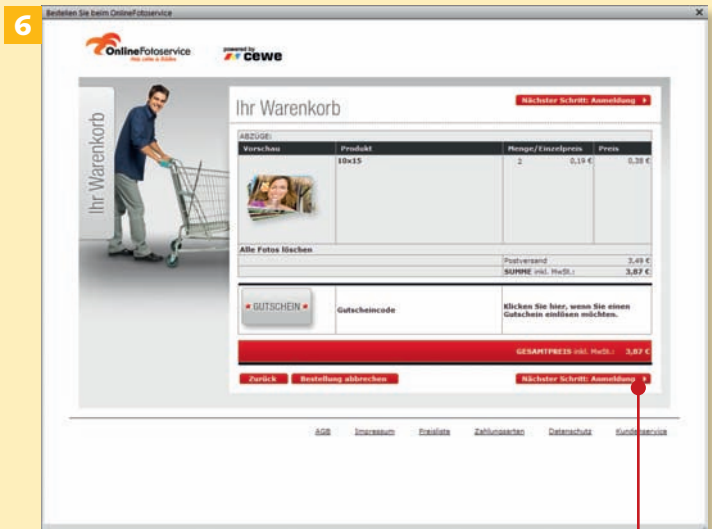 6
Bestellen Sie beim OnlineFotoservice
OnlineFotoservice
powered by
cewe
Ihr Warenkorb
Ihr Warenkorb
Nächster Schritt: Anmeldung
ABZÜGE:
Vorschau Produkt Menge/Einzelpreis Preis
10x15 2 0,19 € 0,38 €
Alle Fotos löschen
Postversand 3,49 €
SUMME inkl. MwSt.: 3,87 €
GUTSCHEIN
Gutscheincode
Klicken Sie hier, wenn Sie einen
Gutschein einlösen möchten.
GESAMTPREIS inkl. MwSt.: 3,87 €
Zurück Bestellung abbrechen Nächster Schritt: Anmeldung
AGB Impressum Preisliste Zahlungsarten Datenschutz Kundenservice